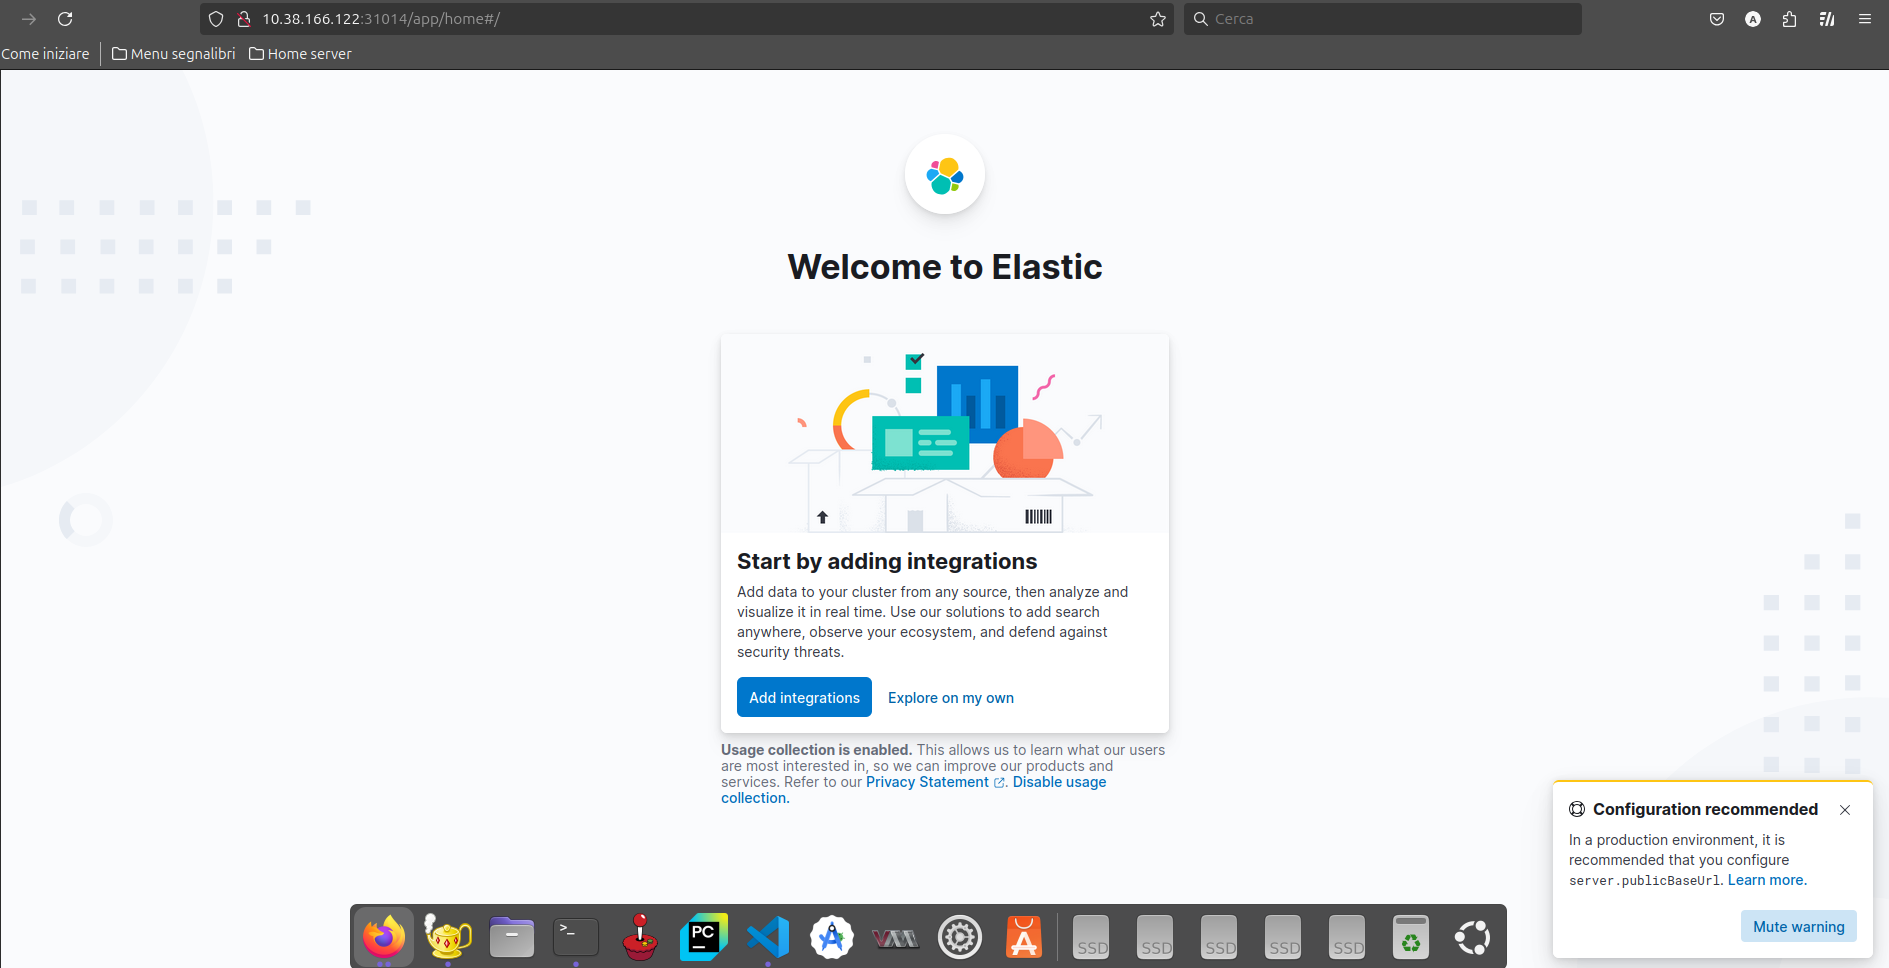 10.38.166.122:31014/app/home#/
Cerca
A
Come iniziare
Menu segnalibri
Home server
Welcome to Elastic
Start by adding integrations
Add data to your cluster from any source, then analyze and
visualize it in real time. Use our solutions to add search
anywhere, observe your ecosystem, and defend against
security threats.
Add integrations
Explore on my own
Usage collection is enabled. This allows us to learn what our users
are most interested in, so we can improve our products and
services. Refer to our Privacy Statement. Disable usage
collection.
Configuration recommended
In a production environment, it is
recommended that you configure
server.publicBaseUrl. Learn more.
Mute warning
>_
PC
VMM
SSD
SSD
SSD
SSD
SSD